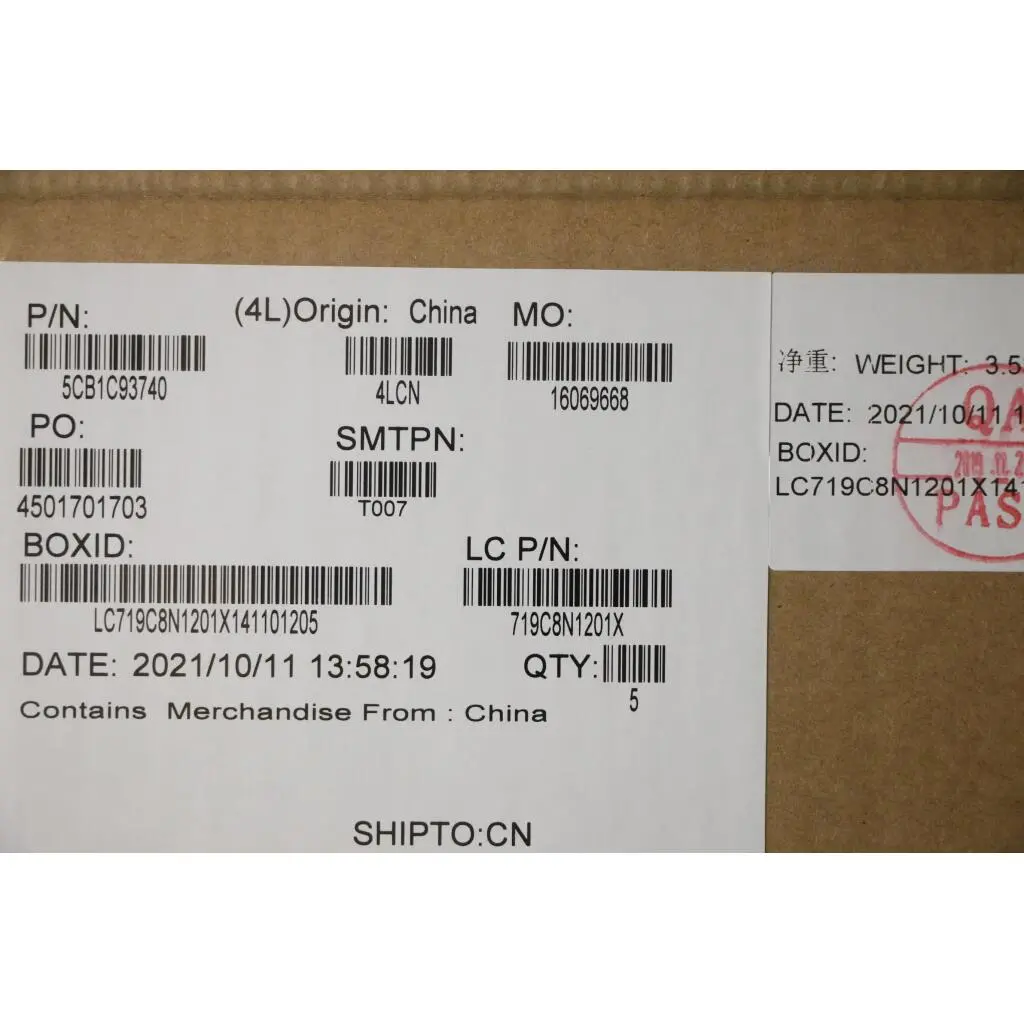 P/N: (4L)Origin: China MO:
5CB1C93740 4LCN 16069668
PO: SMTPN:
4501701703 T007
BOXID: LC P/N:
LC719C8N1201X141101205 719C8N1201X
DATE: 2021/10/11 13:58:19 QTY:
5
Contains Merchandise From : China
SHIPTO:CN
净重: WEIGHT: 3.5
DATE: 2021/10/11 1
BOXID:
LC719C8N1201X141
QA
PAS